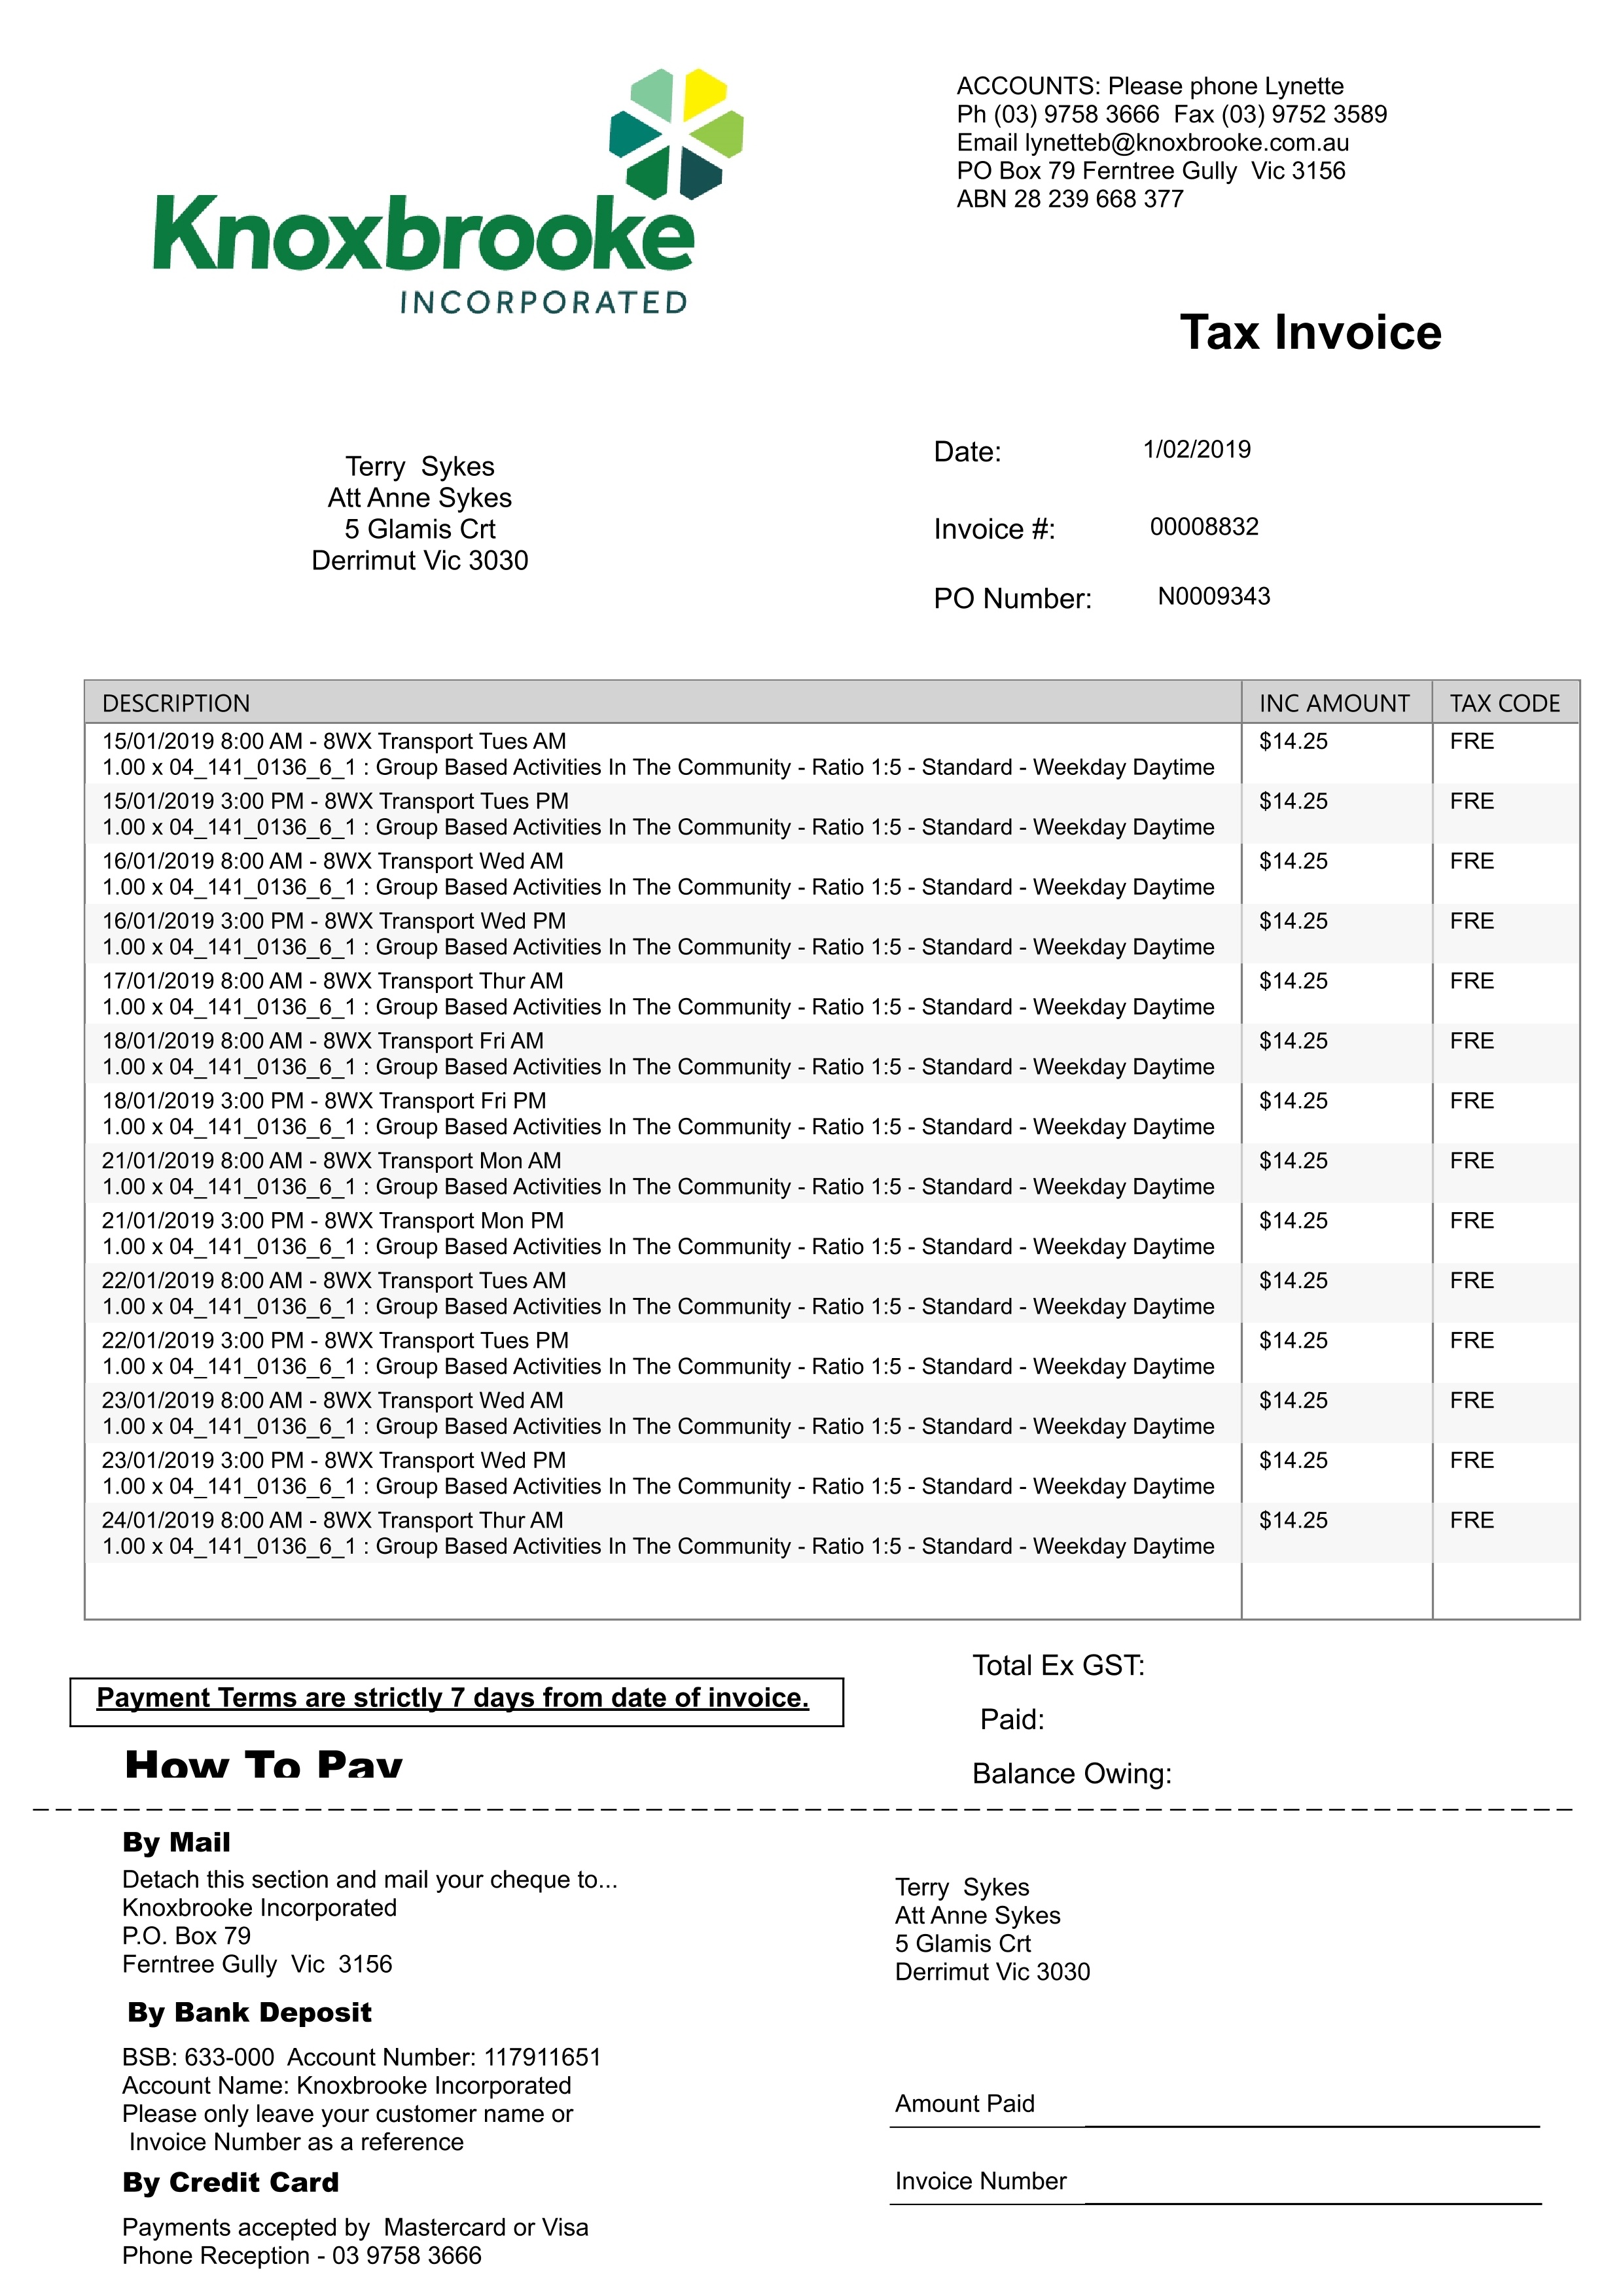 Knoxbrooke
INCORPORATED
ACCOUNTS: Please phone Lynette
Ph (03) 9758 3666  Fax (03) 9752 3589
Email lynetteb@knoxbrooke.com.au
PO Box 79 Ferntree Gully  Vic 3156
ABN 28 239 668 377
Tax Invoice
Terry  Sykes
Att Anne Sykes
5 Glamis Crt
Derrimut Vic 3030
Date: 1/02/2019
Invoice #: 00008832
PO Number: N0009343
DESCRIPTION INC AMOUNT TAX CODE
15/01/2019 8:00 AM - 8WX Transport Tues AM $14.25 FRE
1.00 x 04_141_0136_6_1 : Group Based Activities In The Community - Ratio 1:5 - Standard - Weekday Daytime
15/01/2019 3:00 PM - 8WX Transport Tues PM $14.25 FRE
1.00 x 04_141_0136_6_1 : Group Based Activities In The Community - Ratio 1:5 - Standard - Weekday Daytime
16/01/2019 8:00 AM - 8WX Transport Wed AM $14.25 FRE
1.00 x 04_141_0136_6_1 : Group Based Activities In The Community - Ratio 1:5 - Standard - Weekday Daytime
16/01/2019 3:00 PM - 8WX Transport Wed PM $14.25 FRE
1.00 x 04_141_0136_6_1 : Group Based Activities In The Community - Ratio 1:5 - Standard - Weekday Daytime
17/01/2019 8:00 AM - 8WX Transport Thur AM $14.25 FRE
1.00 x 04_141_0136_6_1 : Group Based Activities In The Community - Ratio 1:5 - Standard - Weekday Daytime
18/01/2019 8:00 AM - 8WX Transport Fri AM $14.25 FRE
1.00 x 04_141_0136_6_1 : Group Based Activities In The Community - Ratio 1:5 - Standard - Weekday Daytime
18/01/2019 3:00 PM - 8WX Transport Fri PM $14.25 FRE
1.00 x 04_141_0136_6_1 : Group Based Activities In The Community - Ratio 1:5 - Standard - Weekday Daytime
21/01/2019 8:00 AM - 8WX Transport Mon AM $14.25 FRE
1.00 x 04_141_0136_6_1 : Group Based Activities In The Community - Ratio 1:5 - Standard - Weekday Daytime
21/01/2019 3:00 PM - 8WX Transport Mon PM $14.25 FRE
1.00 x 04_141_0136_6_1 : Group Based Activities In The Community - Ratio 1:5 - Standard - Weekday Daytime
22/01/2019 8:00 AM - 8WX Transport Tues AM $14.25 FRE
1.00 x 04_141_0136_6_1 : Group Based Activities In The Community - Ratio 1:5 - Standard - Weekday Daytime
22/01/2019 3:00 PM - 8WX Transport Tues PM $14.25 FRE
1.00 x 04_141_0136_6_1 : Group Based Activities In The Community - Ratio 1:5 - Standard - Weekday Daytime
23/01/2019 8:00 AM - 8WX Transport Wed AM $14.25 FRE
1.00 x 04_141_0136_6_1 : Group Based Activities In The Community - Ratio 1:5 - Standard - Weekday Daytime
23/01/2019 3:00 PM - 8WX Transport Wed PM $14.25 FRE
1.00 x 04_141_0136_6_1 : Group Based Activities In The Community - Ratio 1:5 - Standard - Weekday Daytime
24/01/2019 8:00 AM - 8WX Transport Thur AM $14.25 FRE
1.00 x 04_141_0136_6_1 : Group Based Activities In The Community - Ratio 1:5 - Standard - Weekday Daytime
Total Ex GST:
Paid:
Balance Owing:
Payment Terms are strictly 7 days from date of invoice.
How To Pay
By Mail
Detach this section and mail your cheque to...
Knoxbrooke Incorporated
P.O. Box 79
Ferntree Gully  Vic  3156
By Bank Deposit
BSB: 633-000  Account Number: 117911651
Account Name: Knoxbrooke Incorporated
Please only leave your customer name or
Invoice Number as a reference
By Credit Card
Payments accepted by  Mastercard or Visa
Phone Reception - 03 9758 3666
Terry  Sykes
Att Anne Sykes
5 Glamis Crt
Derrimut Vic 3030
Amount Paid
Invoice Number